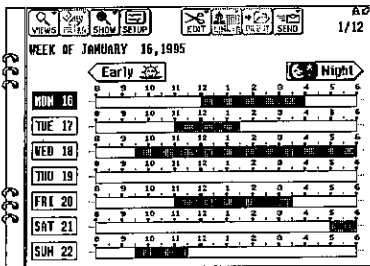 VIEWS SHOW SETUP EDIT SEND
1/12
WEEK OF JANUARY 16,1995
Early Night
8 9 10 11 12 1 2 3 4 5 6
MON 16
8 9 10 11 12 1 2 3 4 5 6
TUE 17
8 9 10 11 12 1 2 3 4 5 6
WED 18
8 9 10 11 12 1 2 3 4 5 6
THU 19
8 9 10 11 12 1 2 3 4 5 6
FRI 20
8 9 10 11 12 1 2 3 4 5 6
SAT 21
8 9 10 11 12 1 2 3 4 5 6
SUN 22